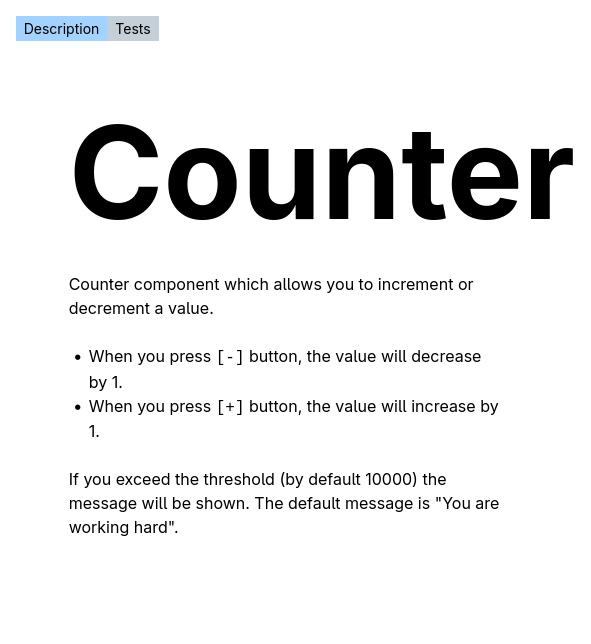 Description Tests
Counter
Counter component which allows you to increment or
decrement a value.
• When you press [-] button, the value will decrease
by 1.
• When you press [+] button, the value will increase by
1.
If you exceed the threshold (by default 10000) the
message will be shown. The default message is "You are
working hard".